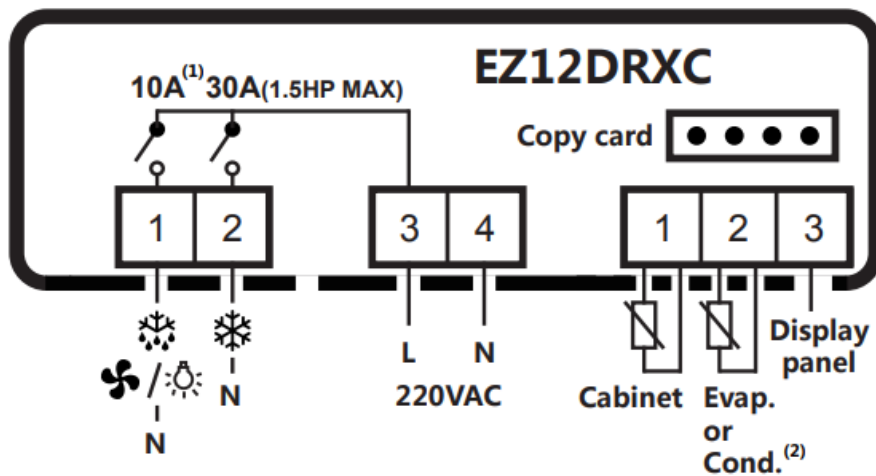 EZ12DRXC
10A(1) 30A(1.5HP MAX)
Copy card
1 2 3 4 1 2 3
L N
220VAC
N
N
Cabinet
Evap.
or
Cond.(2)
Display
panel